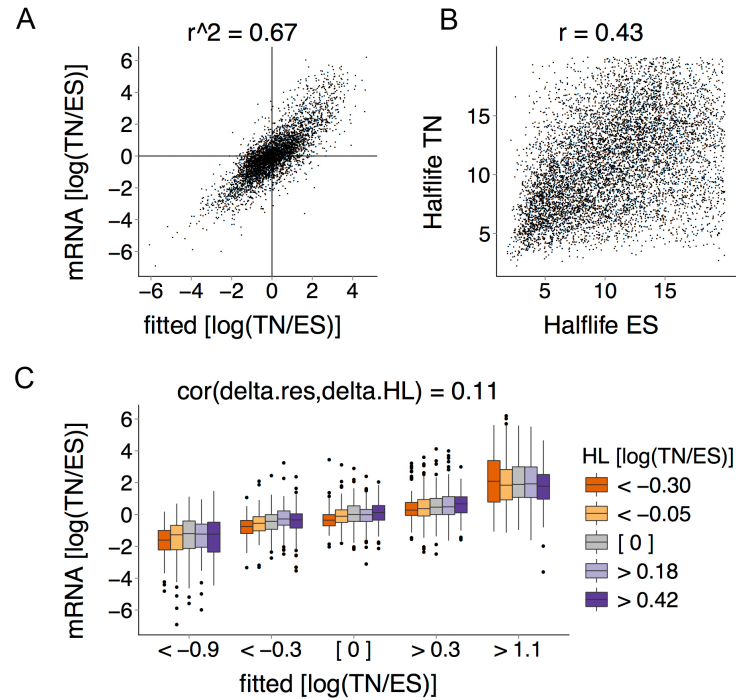 A
r^2 = 0.67
mRNA [log(TN/ES)]
6
4
2
0
−2
−4
−6
−6 −4 −2 0 2 4
fitted [log(TN/ES)]
B
r = 0.43
Halflife TN
15
10
5
5 10 15
Halflife ES
C
cor(delta.res,delta.HL) = 0.11
mRNA [log(TN/ES)]
6
4
2
0
−2
−4
−6
< −0.9 < −0.3 [ 0 ] > 0.3 > 1.1
fitted [log(TN/ES)]
HL [log(TN/ES)]
< −0.30
< −0.05
[ 0 ]
> 0.18
> 0.42